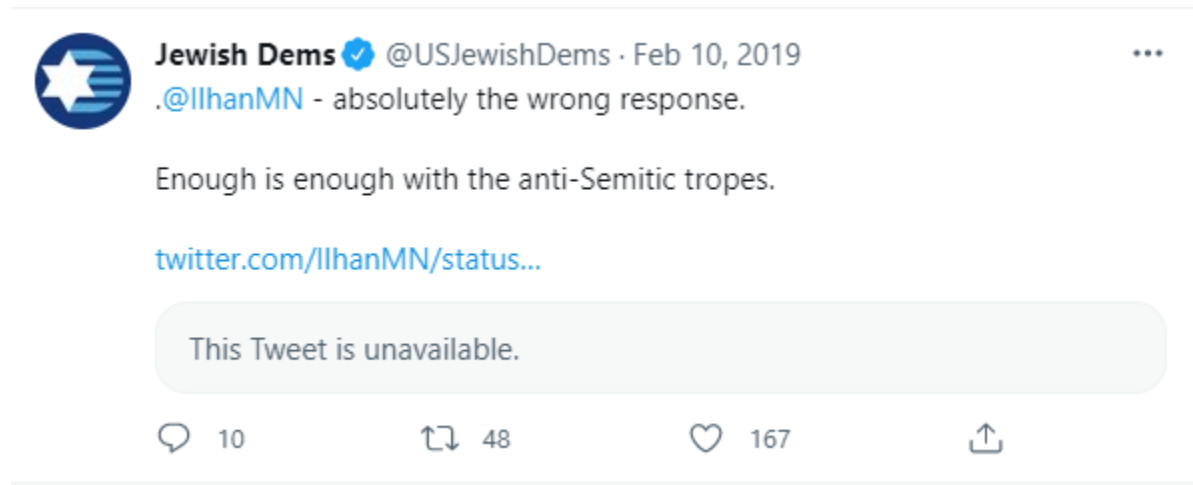 Jewish Dems @USJewishDems · Feb 10, 2019
.@IlhanMN - absolutely the wrong response.
Enough is enough with the anti-Semitic tropes.
twitter.com/IlhanMN/status...
This Tweet is unavailable.
10 48 167